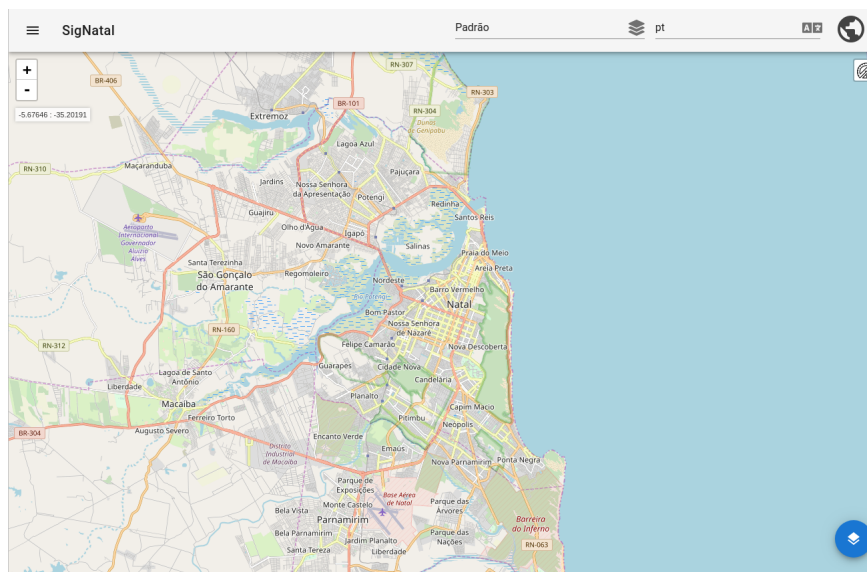 SigNatal
Padrão
pt
+
-
-5.67646 : -35.20191
RN-307
BR-406
RN-303
BR-101
RN-304
Extremoz
Dunas
de Genipabu
Lagoa Azul
Maçaranduba
RN-310
Pajuçara
Jardins
Nossa Senhora
da Apresentação
Potengi
Redinha
Guajiru
Santos Reis
Aeroporto
Internacional
Governador
Aluízio
Alves
Olho d'Água
Igapó
Novo Amarante
Salinas
Praia do Meio
Santa Terezinha
Areia Preta
São Gonçalo
do Amarante
Regomoleiro
Nordeste
Barro Vermelho
Natal
Bom Pastor
RN-160
Nossa Senhora
de Nazaré
RN-312
Felipe Camarão
Nova Descoberta
Guarapes
Cidade Nova
Lagoa de Santo
Antônio
Candelária
Liberdade
Planalto
Macaíba
Capim Macio
Ferreiro Torto
Pitimbu
Neópolis
BR-304
Augusto Severo
Encanto Verde
Distrito
Industrial
de Macaíba
Emaús
Nova Parnamirim
Ponta Negra
Parque de
Exposições
Base Aérea
de Natal
Monte Castelo
Parque das
Árvores
Bela Vista
Parnamirim
Barreira
do Inferno
Bela Parnamirim
Jardim Planalto
Parque das
Nações
Santa Tereza
Liberdade
RN-063